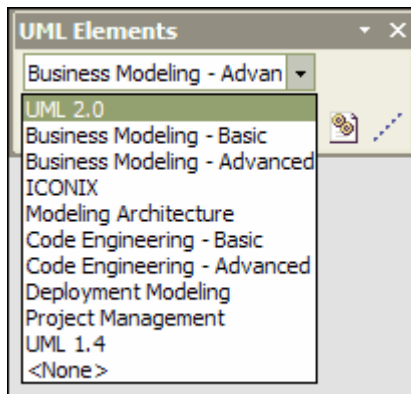 UML Elements
Business Modeling - Advan
UML 2.0
Business Modeling - Basic
Business Modeling - Advanced
ICONIX
Modeling Architecture
Code Engineering - Basic
Code Engineering - Advanced
Deployment Modeling
Project Management
UML 1.4
<None>